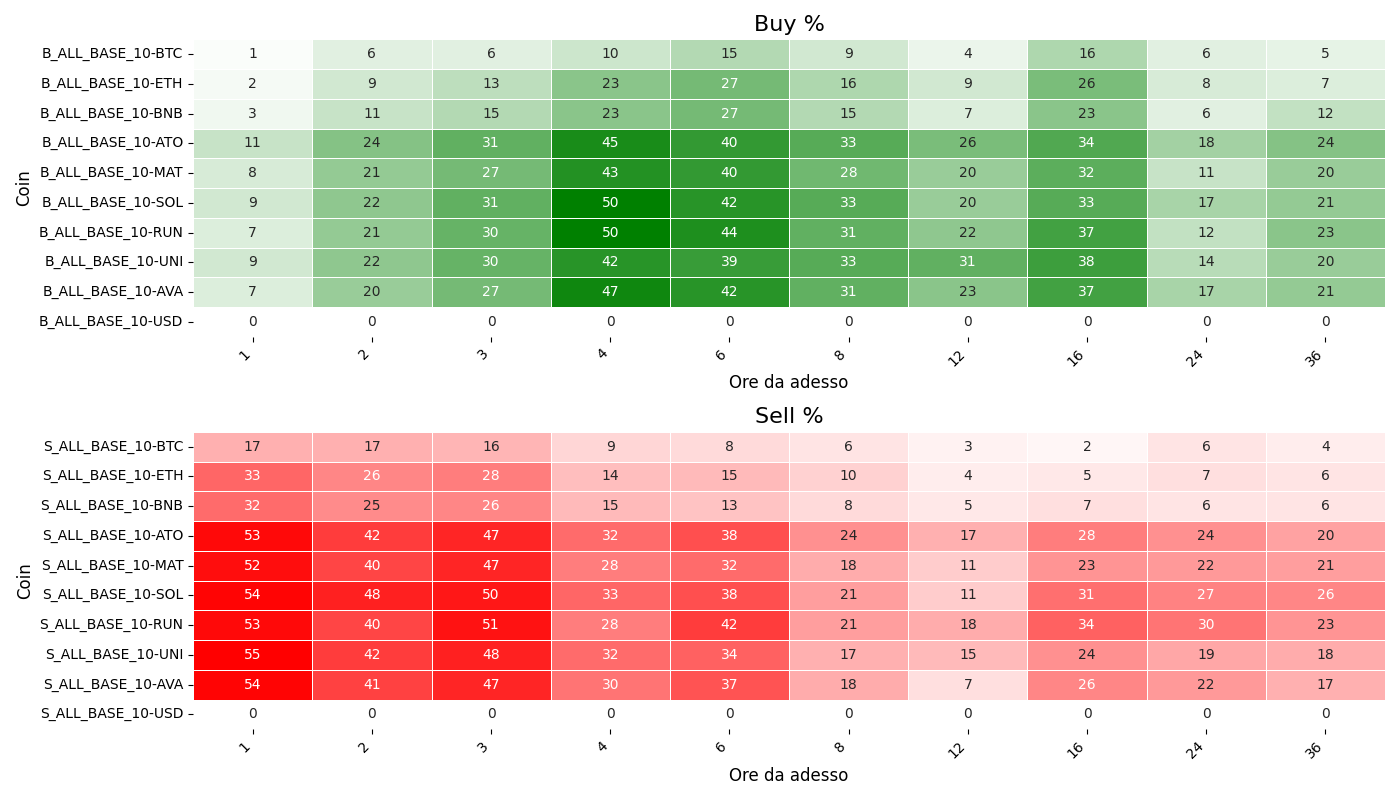 Buy %
Coin
B_ALL_BASE_10-BTC 1 6 6 10 15 9 4 16 6 5
B_ALL_BASE_10-ETH 2 9 13 23 27 16 9 26 8 7
B_ALL_BASE_10-BNB 3 11 15 23 27 15 7 23 6 12
B_ALL_BASE_10-ATO 11 24 31 45 40 33 26 34 18 24
B_ALL_BASE_10-MAT 8 21 27 43 40 28 20 32 11 20
B_ALL_BASE_10-SOL 9 22 31 50 42 33 20 33 17 21
B_ALL_BASE_10-RUN 7 21 30 50 44 31 22 37 12 23
B_ALL_BASE_10-UNI 9 22 30 42 39 33 31 38 14 20
B_ALL_BASE_10-AVA 7 20 27 47 42 31 23 37 17 21
B_ALL_BASE_10-USD 0 0 0 0 0 0 0 0 0 0
1 2 3 4 6 8 12 16 24 36
Ore da adesso
Sell %
Coin
S_ALL_BASE_10-BTC 17 17 16 9 8 6 3 2 6 4
S_ALL_BASE_10-ETH 33 26 28 14 15 10 4 5 7 6
S_ALL_BASE_10-BNB 32 25 26 15 13 8 5 7 6 6
S_ALL_BASE_10-ATO 53 42 47 32 38 24 17 28 24 20
S_ALL_BASE_10-MAT 52 40 47 28 32 18 11 23 22 21
S_ALL_BASE_10-SOL 54 48 50 33 38 21 11 31 27 26
S_ALL_BASE_10-RUN 53 40 51 28 42 21 18 34 30 23
S_ALL_BASE_10-UNI 55 42 48 32 34 17 15 24 19 18
S_ALL_BASE_10-AVA 54 41 47 30 37 18 7 26 22 17
S_ALL_BASE_10-USD 0 0 0 0 0 0 0 0 0 0
1 2 3 4 6 8 12 16 24 36
Ore da adesso